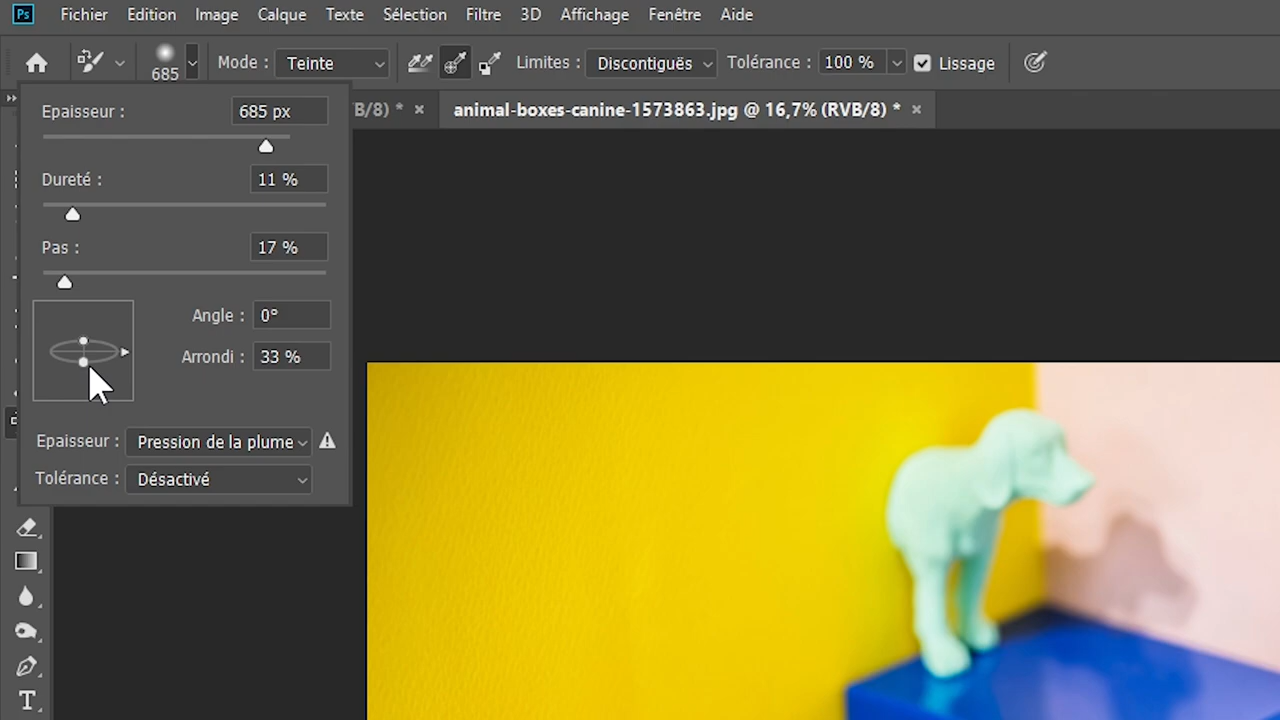 Ps Fichier Edition Image Calque Texte Sélection Filtre 3D Affichage Fenêtre Aide
685 Mode : Teinte Limites : Discontiguës Tolérance : 100 % Lissage
Epaisseur : 685 px
B/8) * × animal-boxes-canine-1573863.jpg @ 16,7% (RVB/8) * ×
Dureté : 11 %
Pas : 17 %
Angle : 0°
Arrondi : 33 %
Epaisseur : Pression de la plume
Tolérance : Désactivé